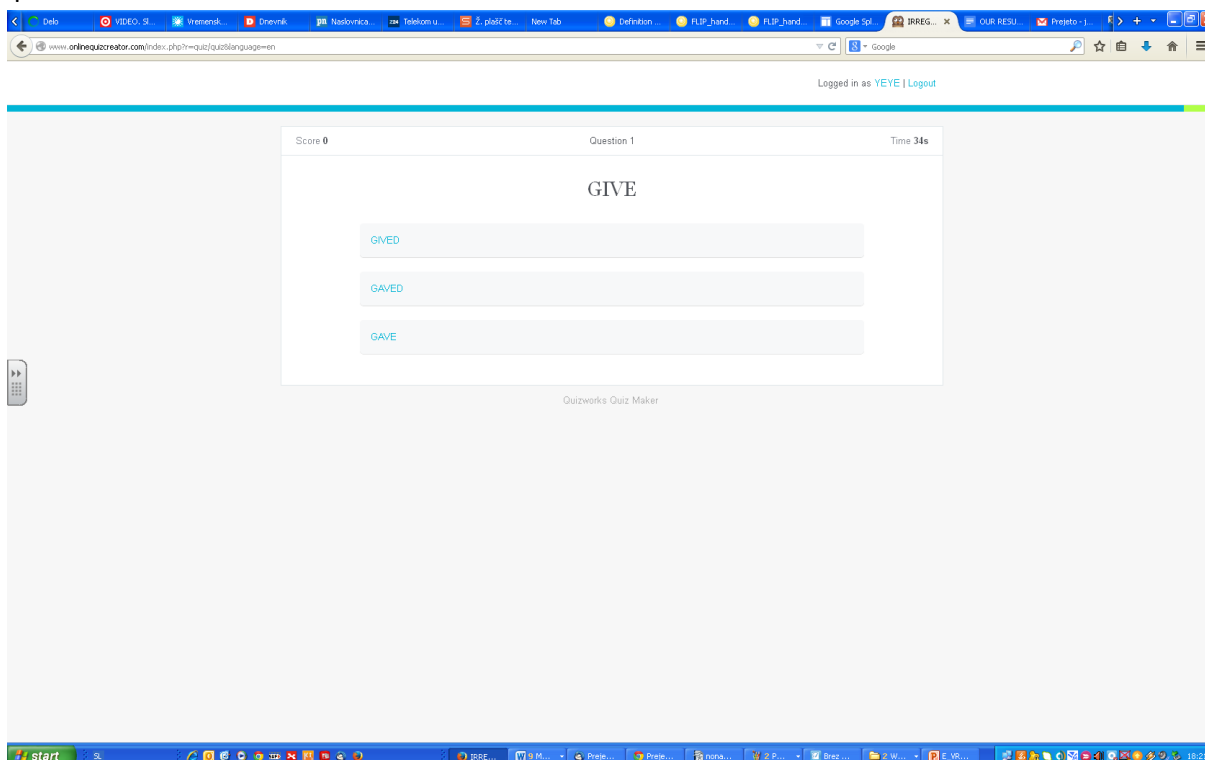 Delo
VIDEO. Sl...
Vremensk...
Dnevnik
Naslovnica...
Telekom u...
Ž. plašč te...
New Tab
Definition ...
FLIP_hand...
FLIP_hand...
Google Spl...
IRREG...
OUR RESU...
Prejeto - j...
www.onlinequizcreator.com/index.php?r=quiz/quiz&language=en
Google
Logged in as YEYE | Logout
Score 0
Question 1
Time 34s
GIVE
GIVED
GAVED
GAVE
Quizworks Quiz Maker
start
SL
IRRE...
9 M...
Preje...
Preje...
nona...
2 P...
Brez ...
2 W...
E_VR...